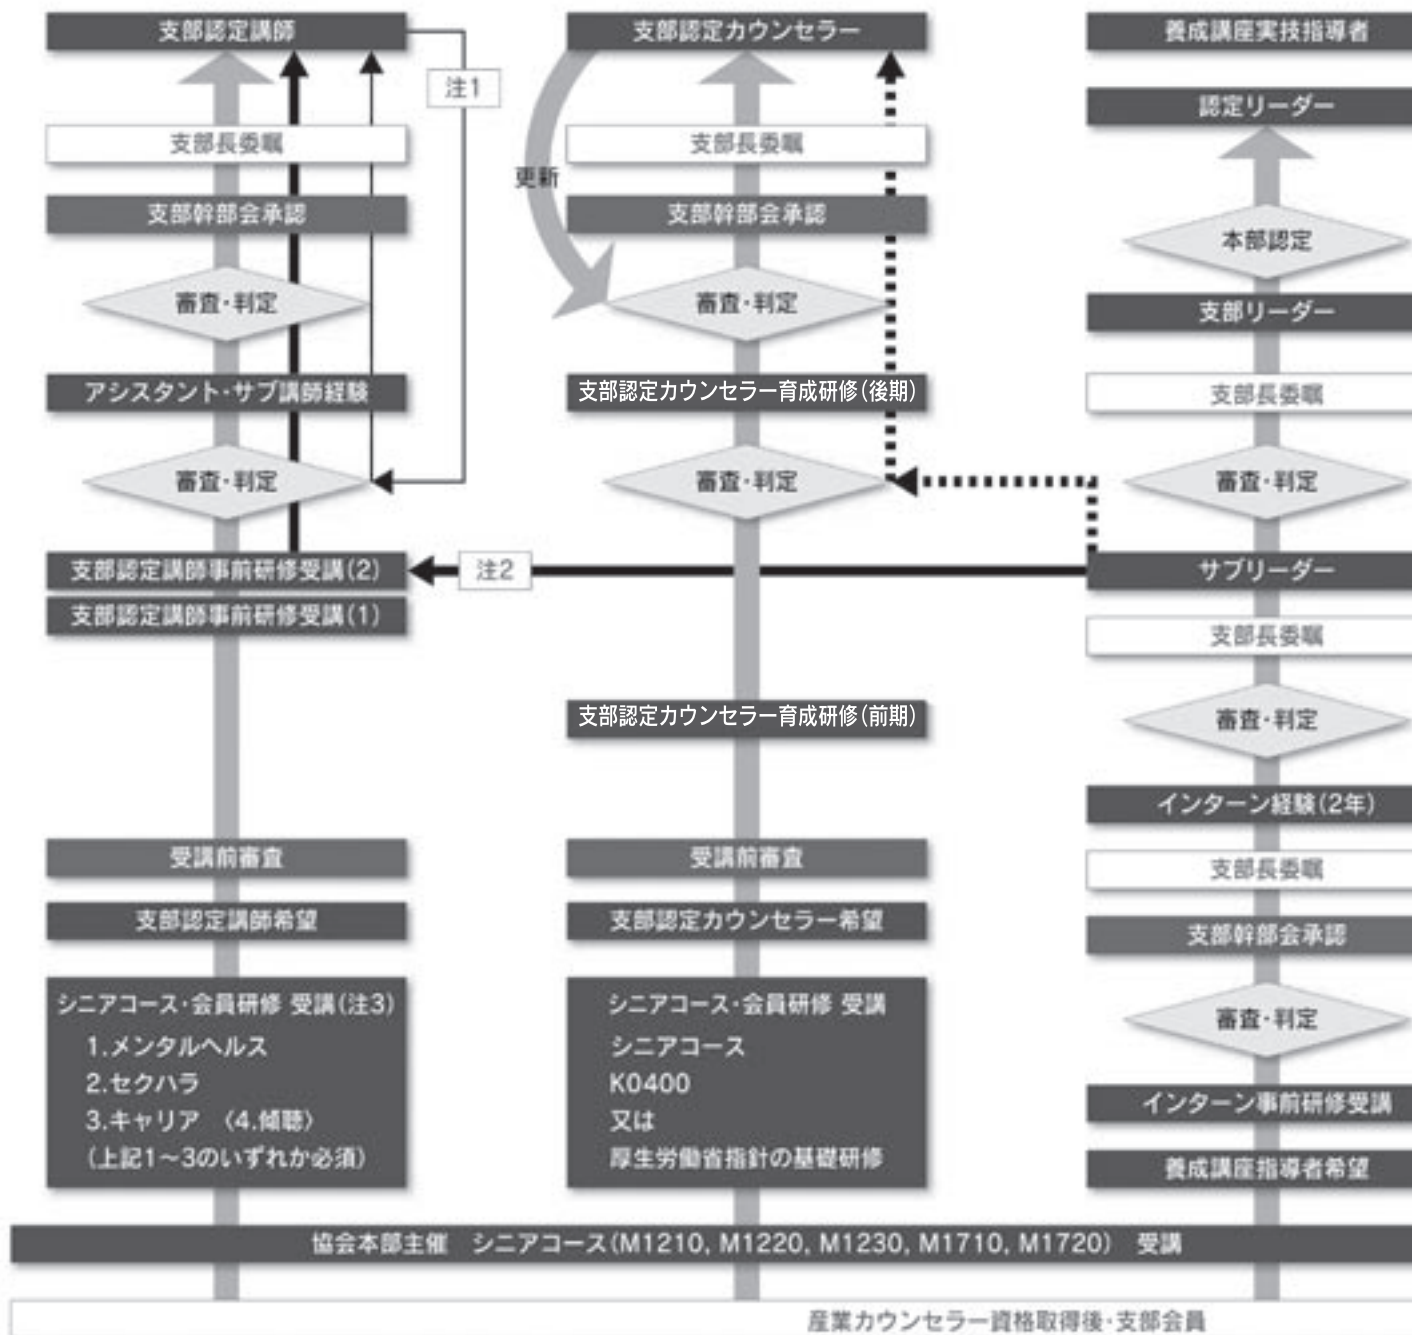 支部認定講師
注1
支部長委嘱
支部幹部会承認
審査・判定
アシスタント・サブ講師経験
審査・判定
支部認定講師事前研修受講(2)
支部認定講師事前研修受講(1)
受講前審査
支部認定講師希望
シニアコース・会員研修 受講(注3)
1.メンタルヘルス
2.セクハラ
3.キャリア 〈4.傾聴〉
(上記1〜3のいずれか必須)
支部認定カウンセラー
支部長委嘱
更新
支部幹部会承認
審査・判定
支部認定カウンセラー育成研修(後期)
審査・判定
注2
支部認定カウンセラー育成研修(前期)
受講前審査
支部認定カウンセラー希望
シニアコース・会員研修 受講
シニアコース
K0400
又は
厚生労働省指針の基礎研修
養成講座実技指導者
認定リーダー
本部認定
支部リーダー
支部長委嘱
審査・判定
サブリーダー
支部長委嘱
審査・判定
インターン経験(2年)
支部長委嘱
支部幹部会承認
審査・判定
インターン事前研修受講
養成講座指導者希望
協会本部主催 シニアコース(M1210, M1220, M1230, M1710, M1720) 受講
産業カウンセラー資格取得後・支部会員